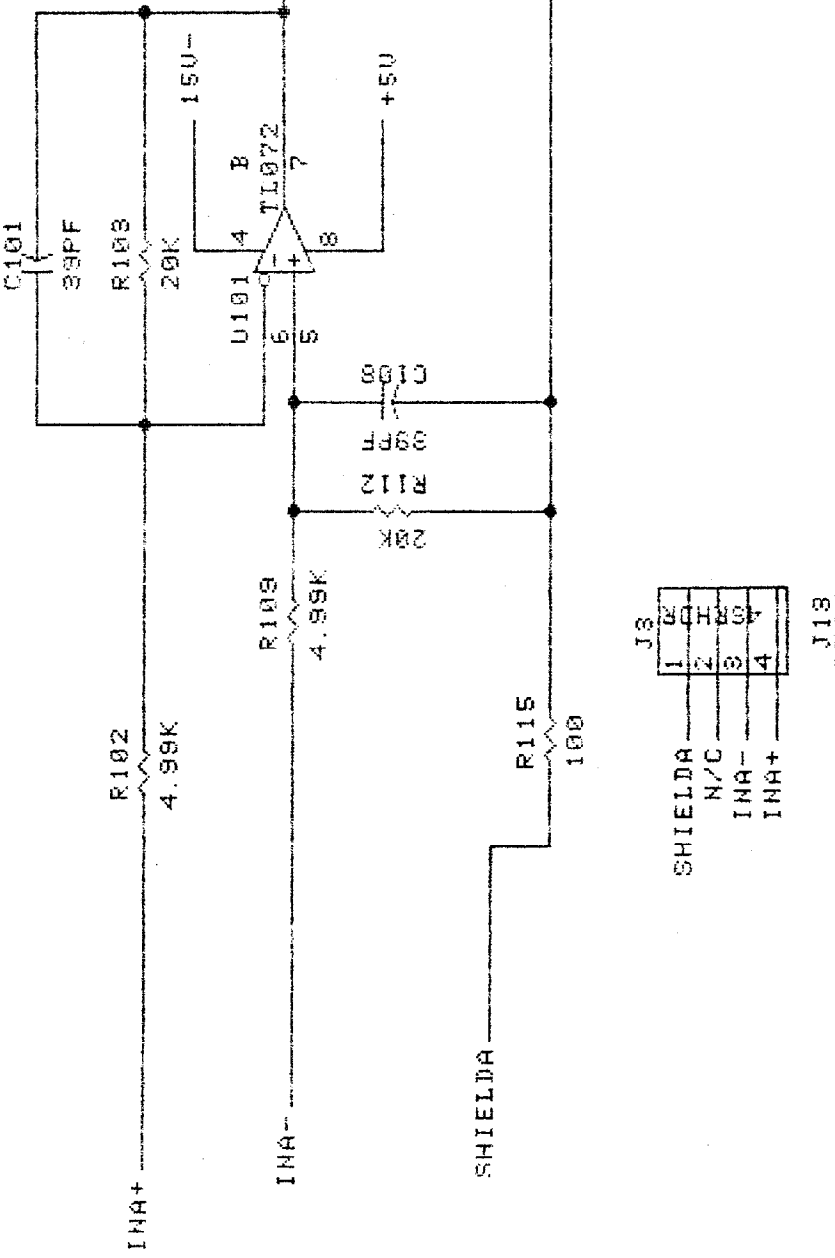 C101
39PF
R103
20K
15V-
+5V
B
TL072
7
4
8
U101
-
+
6
5
C108
39PF
R112
20K
R109
4.99K
R102
4.99K
R115
100
J3
4SRHDR
1
2
3
4
J13
SHIELDA
N/C
INA-
INA+
INA+
INA-
SHIELDA